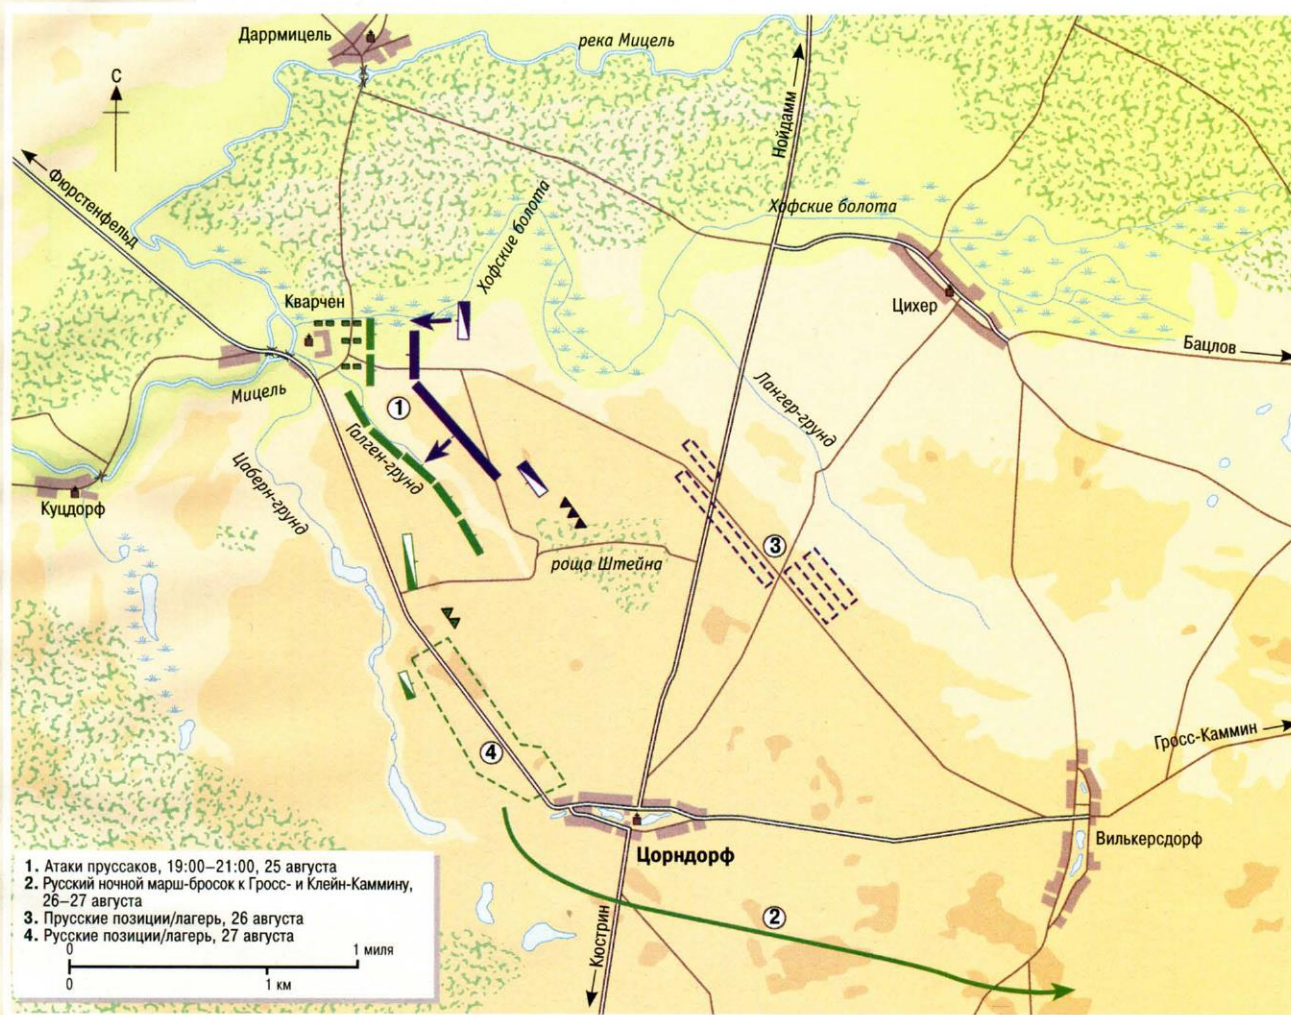 Даррмицель
река Мицель
С
Нойдамм
Фюрстенфельд
Хофские болота
Хофские болота
Кварчен
Цихер
Бацлов
Мицель
Лангер-грунд
1
Галген-грунд
Цаберн-грунд
Куцдорф
3
роща Штейна
4
Гросс-Каммин
Вилькерсдорф
Цорндорф
2
Кюстрин
1. Атаки пруссаков, 19:00–21:00, 25 августа
2. Русский ночной марш-бросок к Гросс- и Клейн-Каммину,
26–27 августа
3. Прусские позиции/лагерь, 26 августа
4. Русские позиции/лагерь, 27 августа
0
1 миля
0
1 км